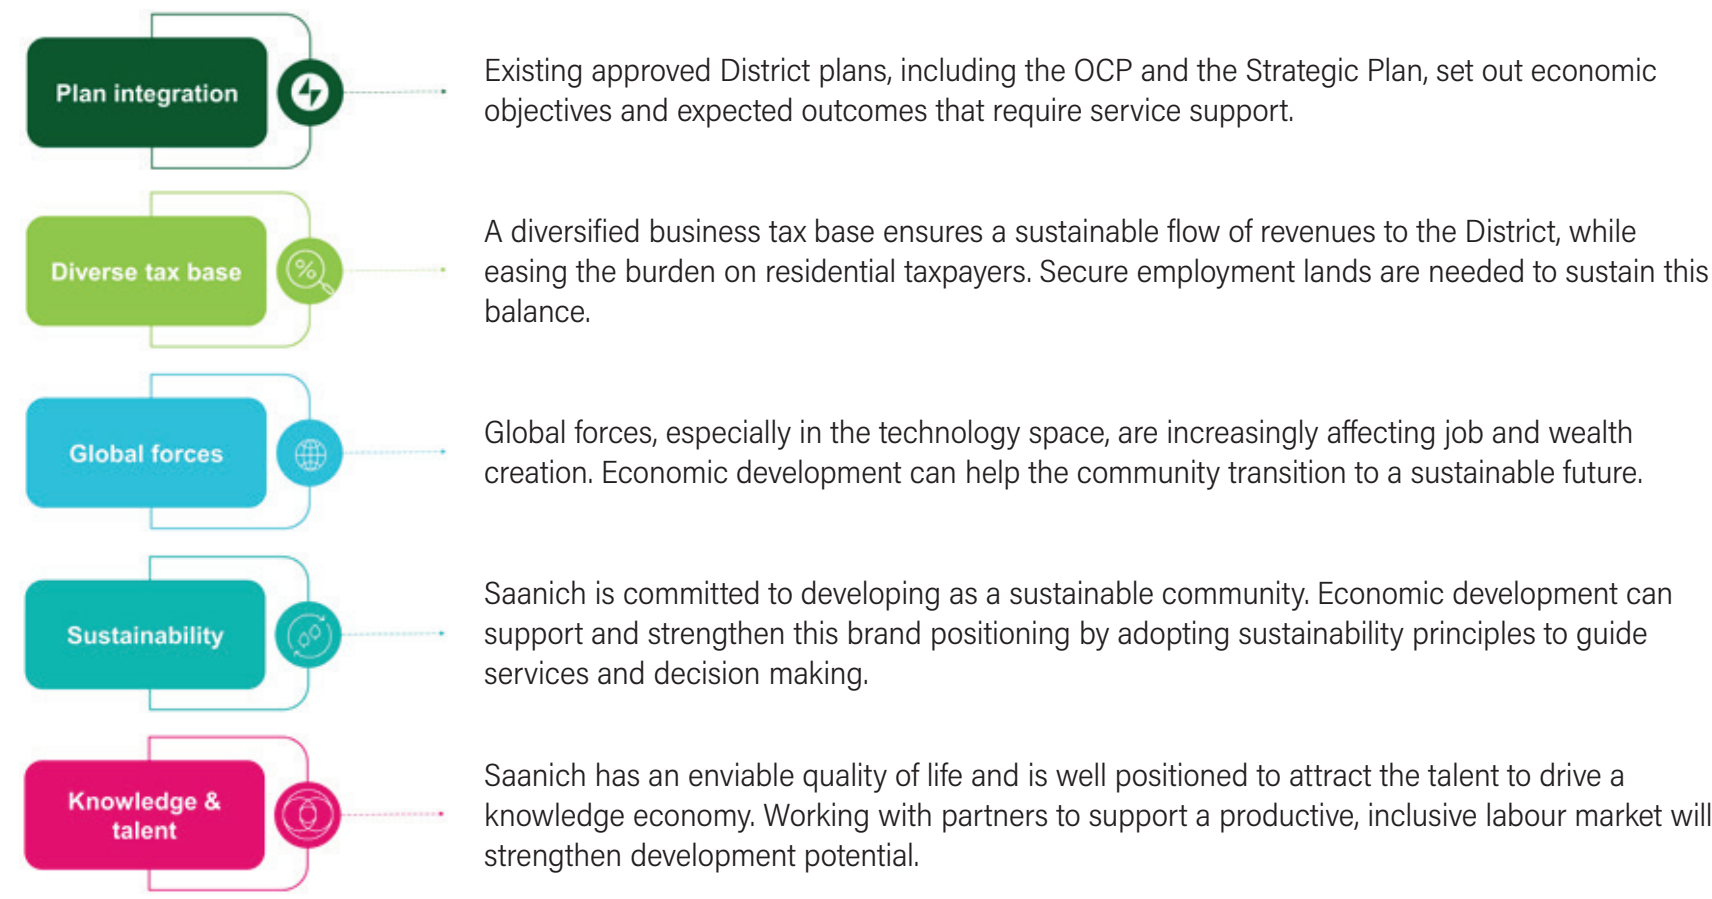 Plan integration
Existing approved District plans, including the OCP and the Strategic Plan, set out economic
objectives and expected outcomes that require service support.
Diverse tax base
%
A diversified business tax base ensures a sustainable flow of revenues to the District, while
easing the burden on residential taxpayers. Secure employment lands are needed to sustain this
balance.
Global forces
Global forces, especially in the technology space, are increasingly affecting job and wealth
creation. Economic development can help the community transition to a sustainable future.
Sustainability
Saanich is committed to developing as a sustainable community. Economic development can
support and strengthen this brand positioning by adopting sustainability principles to guide
services and decision making.
Knowledge &
talent
Saanich has an enviable quality of life and is well positioned to attract the talent to drive a
knowledge economy. Working with partners to support a productive, inclusive labour market will
strengthen development potential.